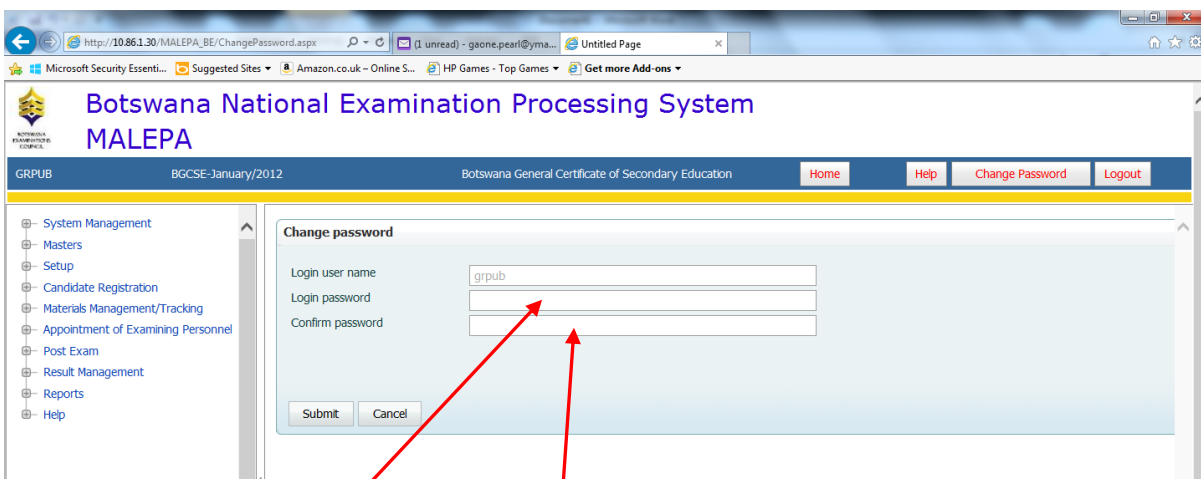 http://10.86.1.30/MALEPA_BE/ChangePassword.aspx
(1 unread) - gaone.pearl@yma...
Untitled Page
Microsoft Security Essenti...
Suggested Sites
Amazon.co.uk – Online S...
HP Games - Top Games
Get more Add-ons
Botswana National Examination Processing System
MALEPA
BOTSWANA
EXAMINATIONS
COUNCIL
GRPUB
BGCSE-January/2012
Botswana General Certificate of Secondary Education
Home
Help
Change Password
Logout
System Management
Masters
Setup
Candidate Registration
Materials Management/Tracking
Appointment of Examining Personnel
Post Exam
Result Management
Reports
Help
Change password
Login user name
grpub
Login password
Confirm password
Submit
Cancel